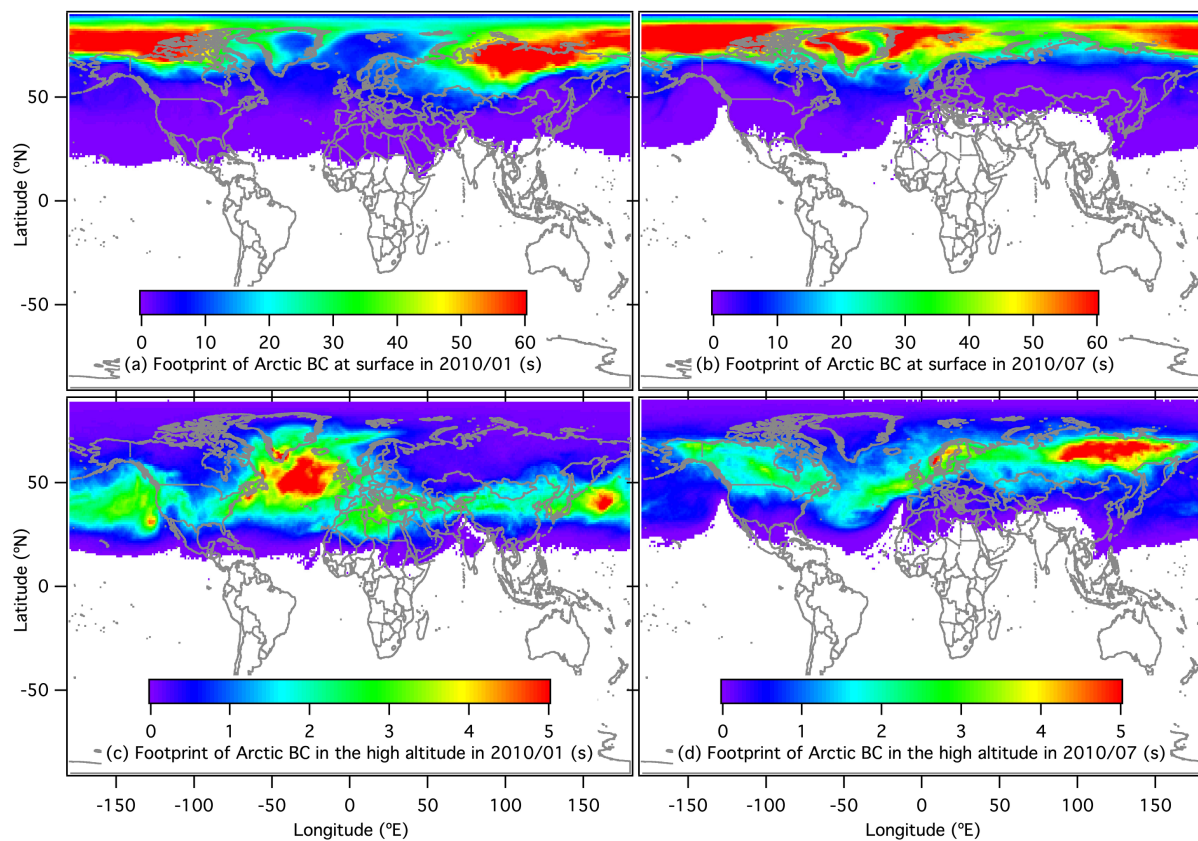 50
0
-50
Latitude (ºN)
0 10 20 30 40 50 60
(a) Footprint of Arctic BC at surface in 2010/01 (s)
0 10 20 30 40 50 60
(b) Footprint of Arctic BC at surface in 2010/07 (s)
50
0
-50
Latitude (ºN)
0 1 2 3 4 5
(c) Footprint of Arctic BC in the high altitude in 2010/01 (s)
0 1 2 3 4 5
(d) Footprint of Arctic BC in the high altitude in 2010/07 (s)
-150 -100 -50 0 50 100 150
Longitude (ºE)
-150 -100 -50 0 50 100 150
Longitude (ºE)